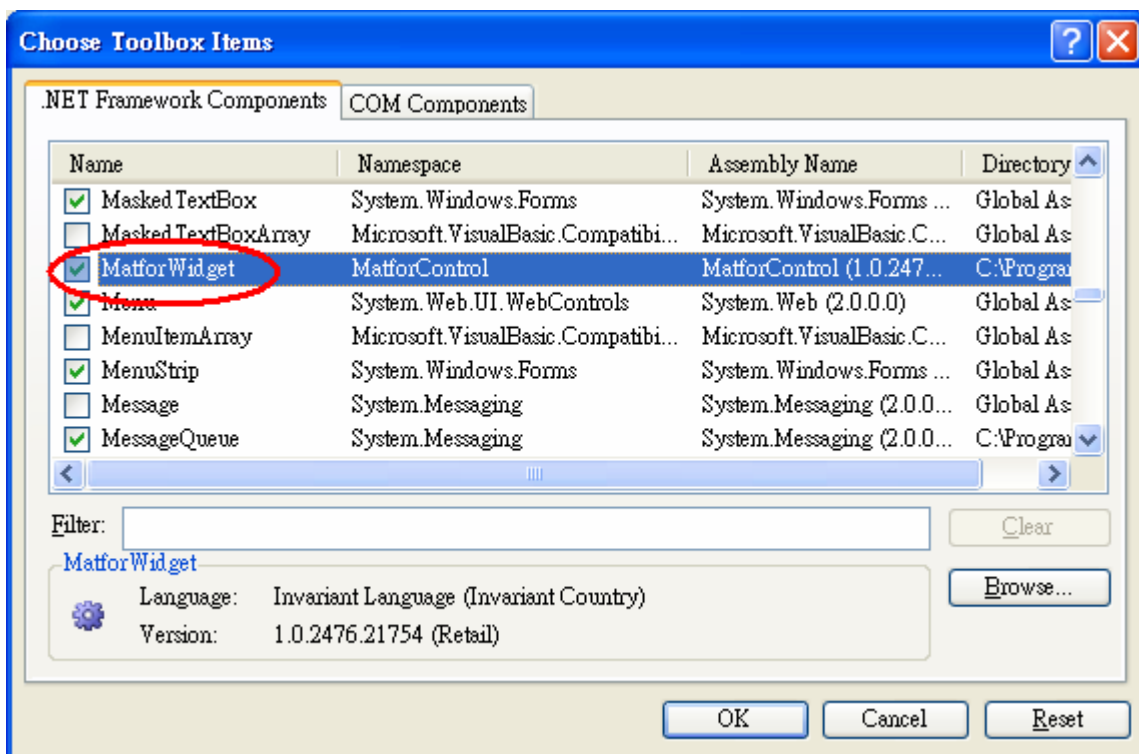 Choose Toolbox Items
.NET Framework Components COM Components
Name Namespace Assembly Name Directory
MaskedTextBox System.Windows.Forms System.Windows.Forms ... Global As
MaskedTextBoxArray Microsoft.VisualBasic.Compatibi... Microsoft.VisualBasic.C... Global As
MatforWidget MatforControl MatforControl (1.0.247... C:\Program
Menu System.Web.UI.WebControls System.Web (2.0.0.0) Global As
MenuItemArray Microsoft.VisualBasic.Compatibi... Microsoft.VisualBasic.C... Global As
MenuStrip System.Windows.Forms System.Windows.Forms ... Global As
Message System.Messaging System.Messaging (2.0.0... Global As
MessageQueue System.Messaging System.Messaging (2.0.0... C:\Program
Filter: Clear
MatforWidget
Language: Invariant Language (Invariant Country)
Browse...
Version: 1.0.2476.21754 (Retail)
OK Cancel Reset